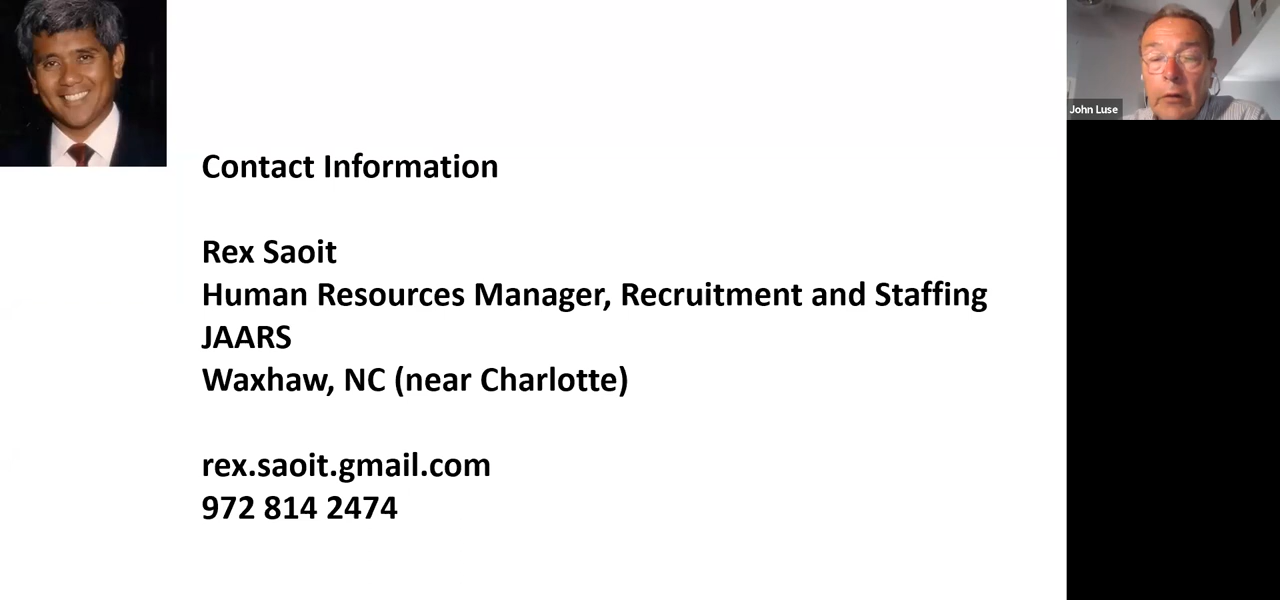 John Luse
Contact Information
Rex Saoit
Human Resources Manager, Recruitment and Staffing
JAARS
Waxhaw, NC (near Charlotte)
rex.saoit.gmail.com
972 814 2474